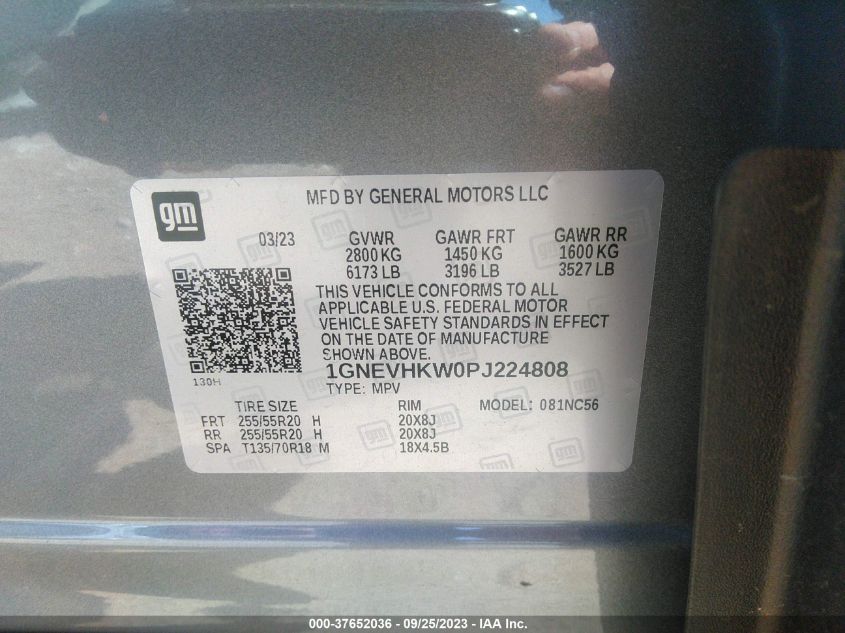 gm
MFD BY GENERAL MOTORS LLC
03/23 GVWR GAWR FRT GAWR RR
2800 KG 1450 KG 1600 KG
6173 LB 3196 LB 3527 LB
THIS VEHICLE CONFORMS TO ALL
APPLICABLE U.S. FEDERAL MOTOR
VEHICLE SAFETY STANDARDS IN EFFECT
ON THE DATE OF MANUFACTURE
SHOWN ABOVE.
130H
1GNEVHKW0PJ224808
TYPE: MPV
TIRE SIZE RIM MODEL: 081NC56
FRT 255/55R20 H 20X8J
RR 255/55R20 H 20X8J
SPA T135/70R18 M 18X4.5B
000-37652036 - 09/25/2023 - IAA Inc.